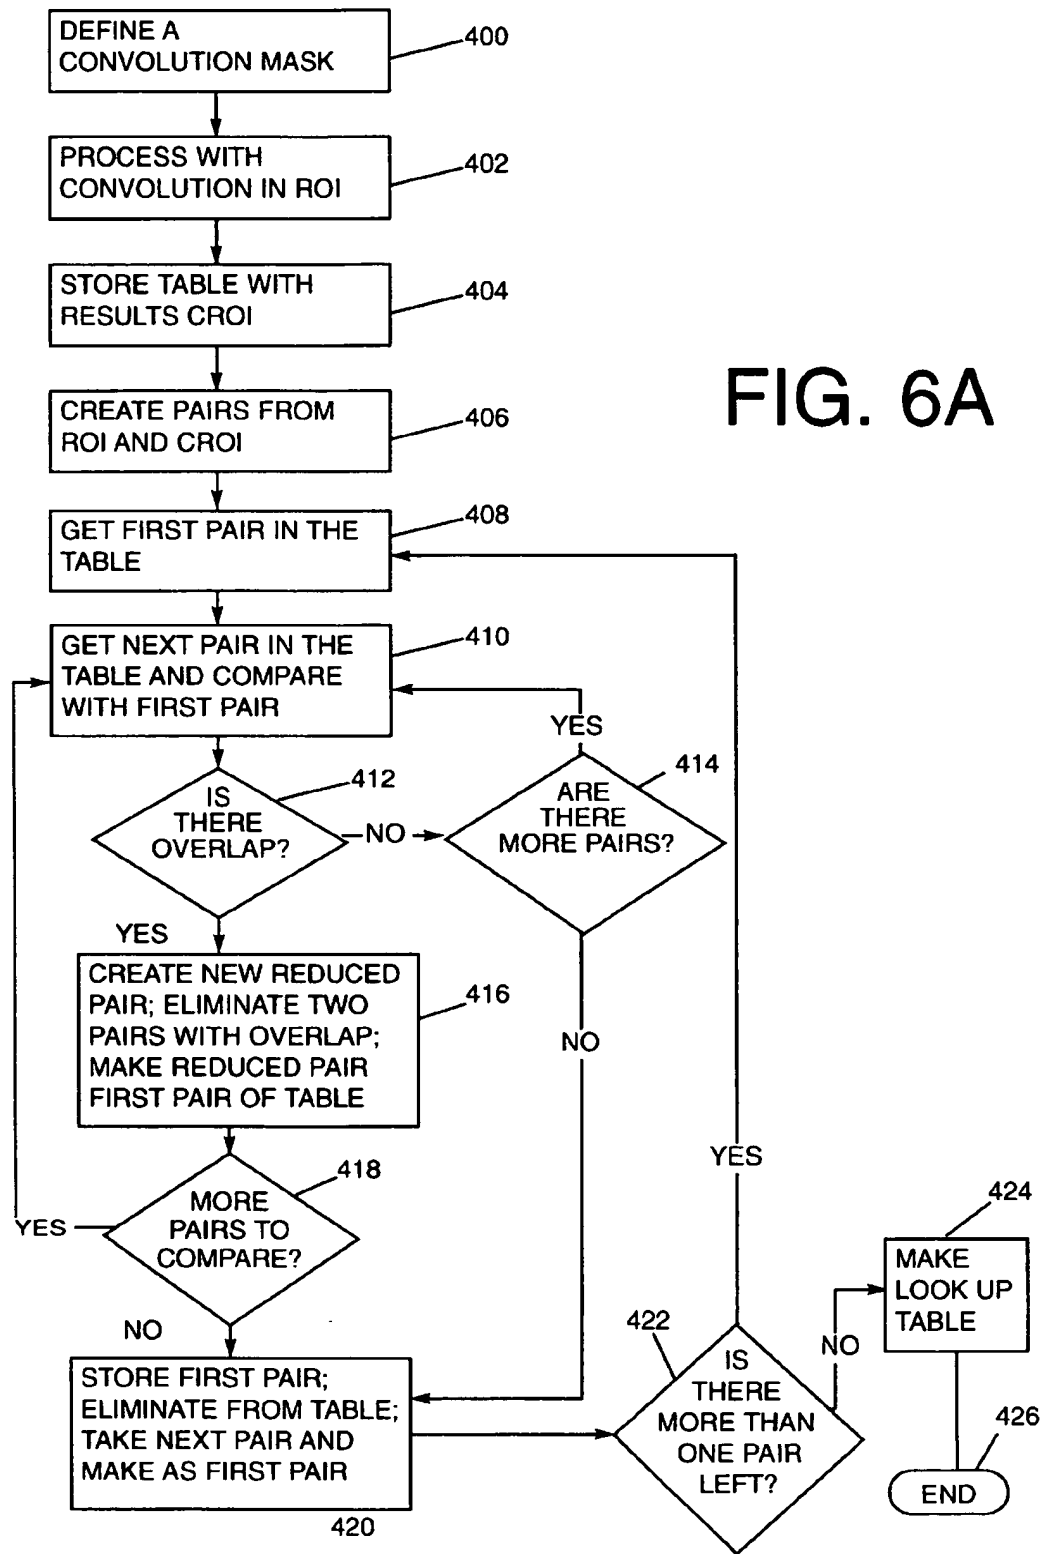 DEFINE A
CONVOLUTION MASK
400
PROCESS WITH
CONVOLUTION IN ROI
402
STORE TABLE WITH
RESULTS CROI
404
FIG. 6A
CREATE PAIRS FROM
ROI AND CROI
406
GET FIRST PAIR IN THE
TABLE
408
GET NEXT PAIR IN THE
TABLE AND COMPARE
WITH FIRST PAIR
410
IS
THERE
OVERLAP?
412
NO
YES
ARE
THERE
MORE PAIRS?
414
YES
NO
CREATE NEW REDUCED
PAIR; ELIMINATE TWO
PAIRS WITH OVERLAP;
MAKE REDUCED PAIR
FIRST PAIR OF TABLE
416
MORE
PAIRS TO
COMPARE?
418
YES
NO
STORE FIRST PAIR;
ELIMINATE FROM TABLE;
TAKE NEXT PAIR AND
MAKE AS FIRST PAIR
420
IS
THERE
MORE THAN
ONE PAIR
LEFT?
422
YES
NO
MAKE
LOOK UP
TABLE
424
END
426